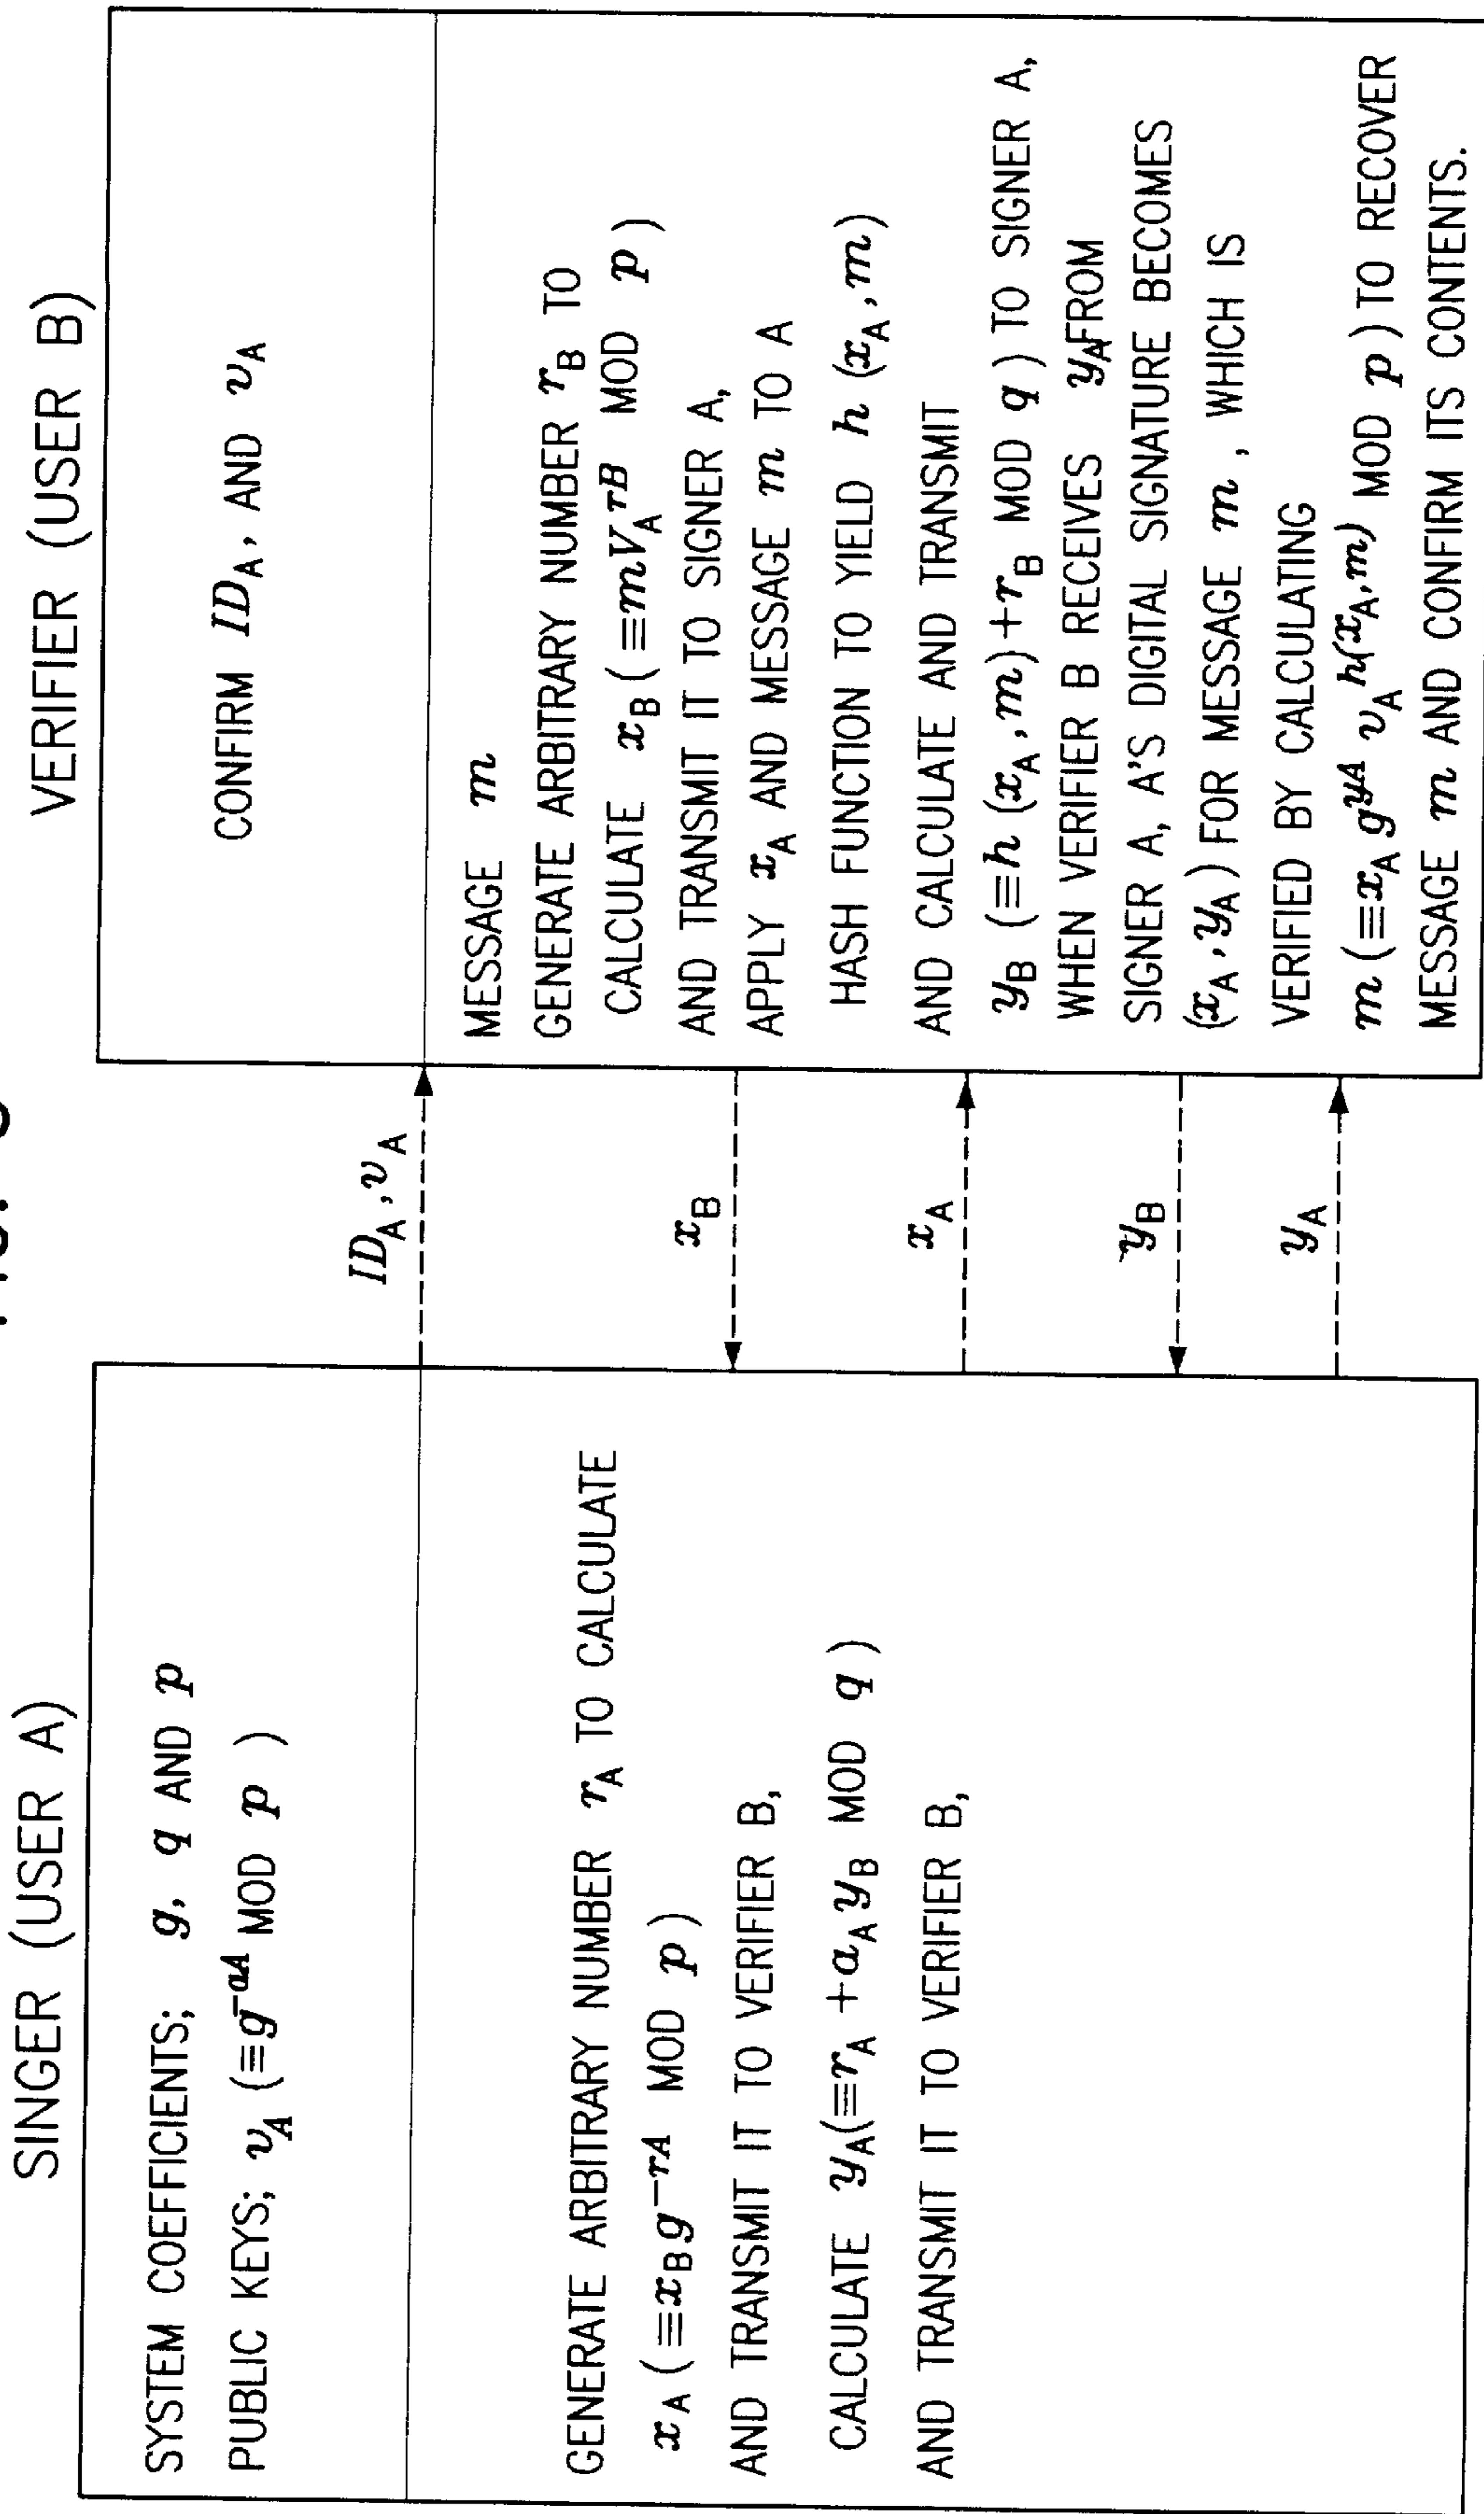 SINGER (USER A)
SYSTEM COEFFICIENTS; g, q AND p
PUBLIC KEYS; v_A (≡g^-aA MOD p )
GENERATE ARBITRARY NUMBER r_A TO CALCULATE
x_A (≡x_B g^-rA MOD p )
AND TRANSMIT IT TO VERIFIER B,
CALCULATE y_A(≡r_A +a_A y_B MOD q )
AND TRANSMIT IT TO VERIFIER B,
ID_A, v_A
x_B
x_A
y_B
y_A
VERIFIER (USER B)
CONFIRM ID_A, AND v_A
MESSAGE m
GENERATE ARBITRARY NUMBER r_B TO
CALCULATE x_B (≡mV_A^rB MOD p )
AND TRANSMIT IT TO SIGNER A,
APPLY x_A AND MESSAGE m TO A
HASH FUNCTION TO YIELD h (x_A, m)
AND CALCULATE AND TRANSMIT
y_B (≡h (x_A, m)+r_B MOD q ) TO SIGNER A,
WHEN VERIFIER B RECEIVES y_A FROM
SIGNER A, A'S DIGITAL SIGNATURE BECOMES
(x_A, y_A) FOR MESSAGE m , WHICH IS
VERIFIED BY CALCULATING
m (≡x_A g^yA v_A^h(x_A,m) MOD p ) TO RECOVER
MESSAGE m AND CONFIRM ITS CONTENTS.